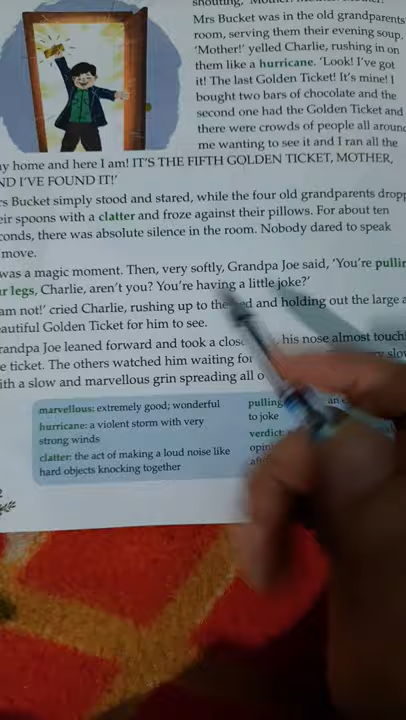 shouting, 'Mother! Mother! Mother!'
Mrs Bucket was in the old grandparents'
room, serving them their evening soup.
'Mother!' yelled Charlie, rushing in on
them like a hurricane. 'Look! I've got
it! The last Golden Ticket! It's mine! I
bought two bars of chocolate and the
second one had the Golden Ticket and
there were crowds of people all around
me wanting to see it and I ran all the
home and here I am! IT'S THE FIFTH GOLDEN TICKET, MOTHER,
I'VE FOUND IT!'
Bucket simply stood and stared, while the four old grandparents dropp
spoons with a clatter and froze against their pillows. For about ten
there was absolute silence in the room. Nobody dared to speak
move.
was a magic moment. Then, very softly, Grandpa Joe said, 'You're pullin
legs, Charlie, aren't you? You're having a little joke?'
am not!' cried Charlie, rushing up to the bed and holding out the large a
Golden Ticket for him to see.
Joe leaned forward and took a close his nose almost touchi
ticket. The others watched him waiting for
with a slow and marvellous grin spreading all o
marvellous: extremely good; wonderful
hurricane: a violent storm with very
strong winds
clatter: the act of making a loud noise like
hard objects knocking together
pulling
to joke
verdict: